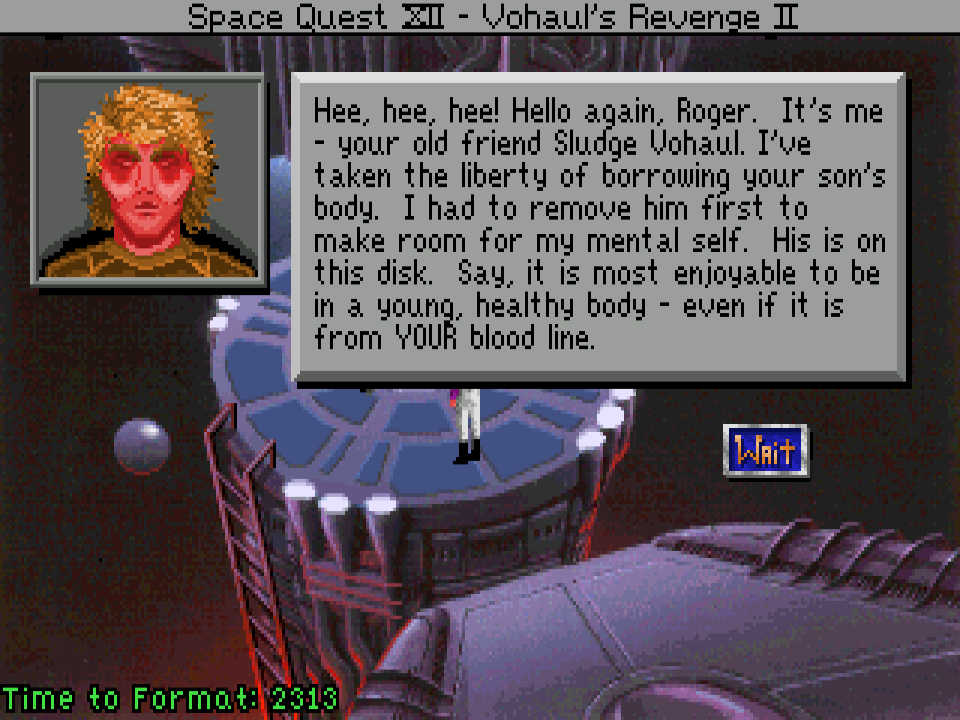 Space Quest XII - Vohaul's Revenge II
Hee, hee, hee! Hello again, Roger.  It's me
- your old friend Sludge Vohaul. I've
taken the liberty of borrowing your son's
body.  I had to remove him first to
make room for my mental self.  His is on
this disk.  Say, it is most enjoyable to be
in a young, healthy body - even if it is
from YOUR blood line.
Wait
Time to Format: 2313